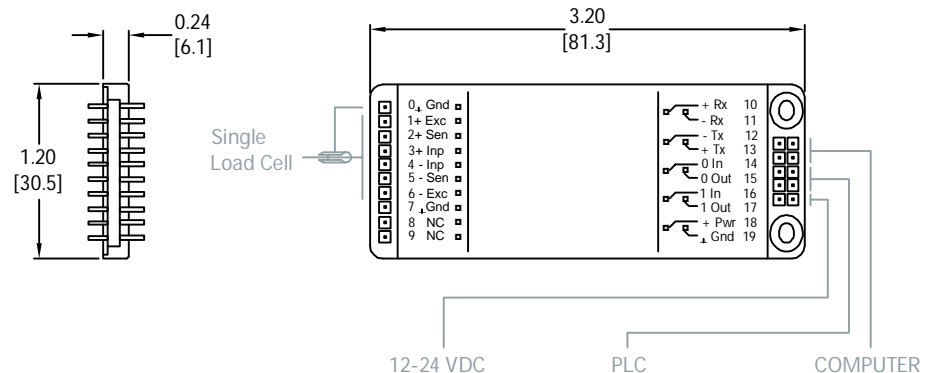 0.24
[6.1]
3.20
[81.3]
1.20
[30.5]
Single
Load Cell
0 Gnd
1+ Exc
2+ Sen
3+ Inp
4 - Inp
5 - Sen
6 - Exc
7 Gnd
8 NC
9 NC
+ Rx 10
- Rx 11
- Tx 12
+ Tx 13
0 In 14
0 Out 15
1 In 16
1 Out 17
+ Pwr 18
Gnd 19
12-24 VDC
PLC
COMPUTER